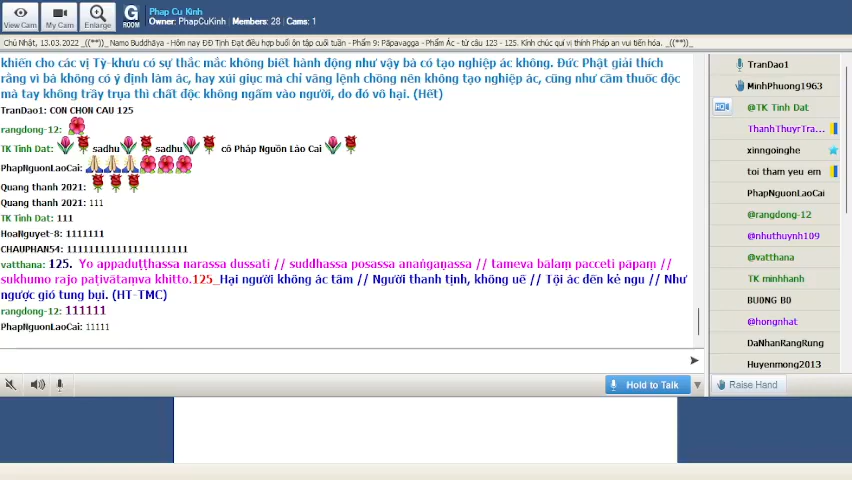 Phap Cu Kinh
Owner: PhapCuKinh | Members: 28 | Cams: 1
View Cam
My Cam
Enlarge
G
ROOM
Chủ Nhật, 13.03.2022 _((**))_ Namo Buddhāya - Hôm nay ĐĐ Tịnh Đạt điều hợp buổi ôn tập cuối tuần - Phẩm 9: Pāpavagga - Phẩm Ác - từ câu 123 - 125. Kính chúc quí vị thính Pháp an vui tiến hóa. _((**))_
khiến cho các vị Tỳ-khưu có sự thắc mắc không biết hành động như vậy bà có tạo nghiệp ác không. Đức Phật giải thích
rằng vì bà không có ý định làm ác, hay xúi giục mà chỉ vâng lệnh chồng nên không tạo nghiệp ác, cũng như cầm thuốc độc
mà tay không trầy trụa thì chất độc không ngấm vào người, do đó vô hại. (Hết)
TranDao1: CON CHON CAU 125
rangdong-12:
TK Tinh Dat: sadhu sadhu cô Pháp Nguồn Lào Cai
PhapNguonLaoCai:
Quang thanh 2021:
Quang thanh 2021: 111
TK Tinh Dat: 111
HoaNguyet-8: 1111111
CHAUPHAN54: 1111111111111111111111
vatthana: 125. Yo appaduṭṭhassa narassa dussati // suddhassa posassa anaṅgaṇassa // tameva bālaṃ pacceti pāpaṃ //
sukhumo rajo paṭivātaṃva khitto.125_Hại người không ác tâm // Người thanh tịnh, không uế // Tội ác đến kẻ ngu // Như
ngược gió tung bụi. (HT-TMC)
rangdong-12: 111111
PhapNguonLaoCai: 11111
Hold to Talk
TranDao1
MinhPhuong1963
HD
@TK Tinh Dat
ThanhThuyrTra...
xinngoinghe
toi tham yeu em
PhapNguonLaoCai
@rangdong-12
@nhuthuynh109
@vatthana
TK minhhanh
BU0NG B0
@hongnhat
DaNhanRangRung
Huyenmong2013
Raise Hand